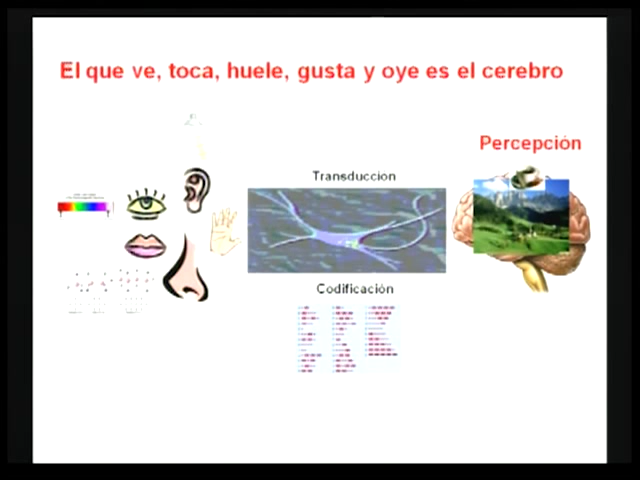 El que ve, toca, huele, gusta y oye es el cerebro
Percepción
Transduccion
Codificación